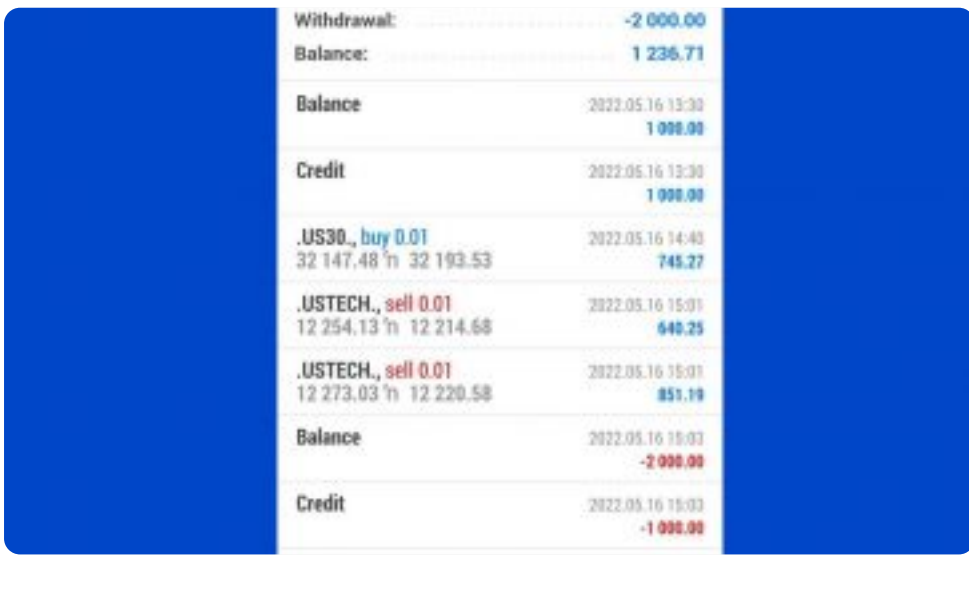 Withdrawal: -2 000.00
Balance: 1 236.71
Balance 2022.05.16 13:30
1 000.00
Credit 2022.05.16 13:30
1 000.00
.US30., buy 0.01 2022.05.16 14:40
32 147.48 'n 32 193.53 745.27
.USTECH., sell 0.01 2022.05.16 15:01
12 254.13 'n 12 214.68 640.25
.USTECH., sell 0.01 2022.05.16 15:01
12 273.03 'n 12 220.58 851.19
Balance 2022.05.16 15:03
-2 000.00
Credit 2022.05.16 15:03
-1 000.00